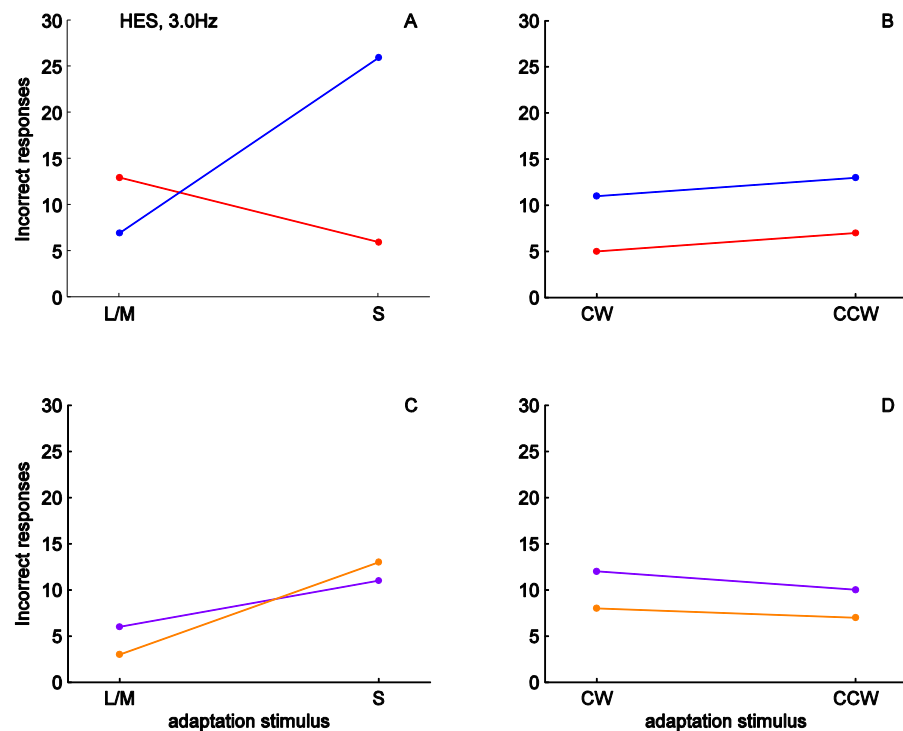 HES, 3.0Hz
A
30
25
20
15
10
5
0
Incorrect responses
L/M
S
B
30
25
20
15
10
5
0
CW
CCW
C
30
25
20
15
10
5
0
Incorrect responses
L/M
S
adaptation stimulus
D
30
25
20
15
10
5
0
CW
CCW
adaptation stimulus